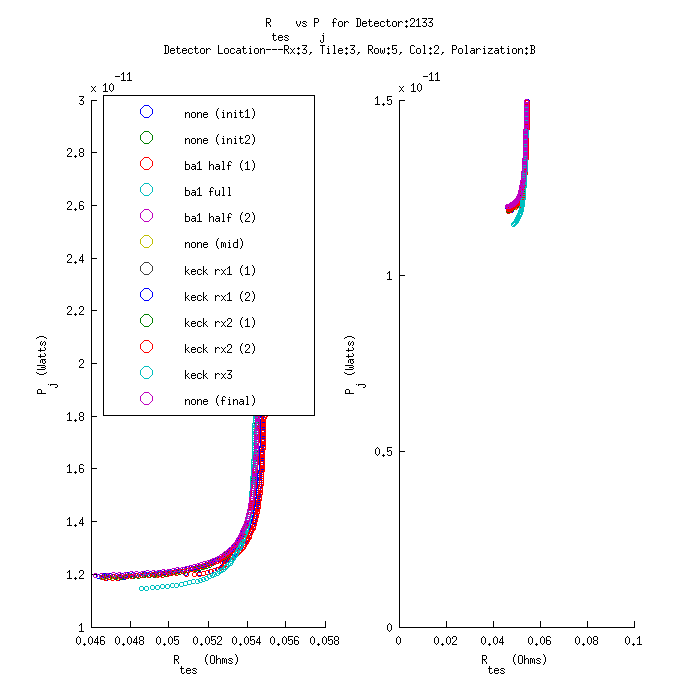 R    vs P  for Detector:2133
tes    j
Detector Location---Rx:3, Tile:3, Row:5, Col:2, Polarization:B
x 10-11
3
2.8
2.6
2.4
2.2
2
1.8
1.6
1.4
1.2
1
P (Watts)
j
none (init1)
none (init2)
ba1 half (1)
ba1 full
ba1 half (2)
none (mid)
keck rx1 (1)
keck rx1 (2)
keck rx2 (1)
keck rx2 (2)
keck rx3
none (final)
0.046 0.048 0.05 0.052 0.054 0.056 0.058
R    (Ohms)
tes
x 10-11
1.5
1
0.5
0
P (Watts)
j
0 0.02 0.04 0.06 0.08 0.1
R    (Ohms)
tes